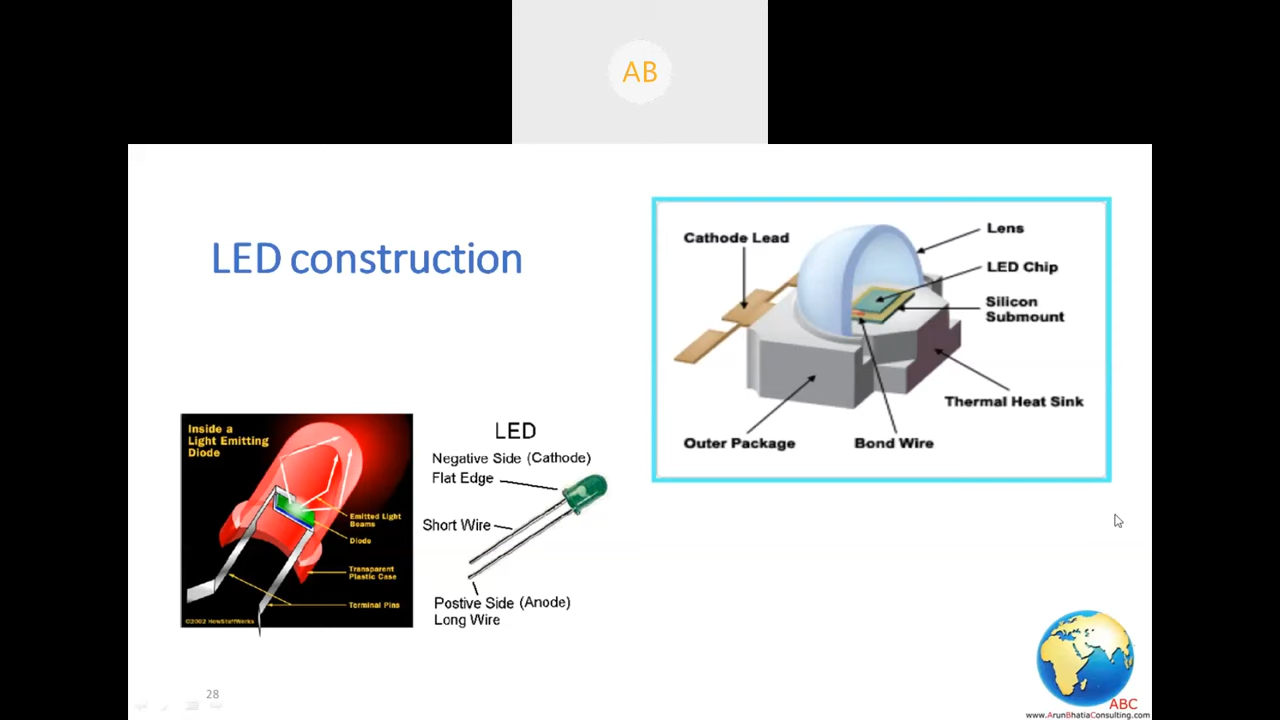 AB
LED construction
Cathode Lead
Lens
LED Chip
Silicon
Submount
Thermal Heat Sink
Outer Package
Bond Wire
Inside a
Light Emitting
Diode
Emitted Light
Beams
Diode
Transparent
Plastic Case
Terminal Pins
©2002 HowStuffWorks
LED
Negative Side (Cathode)
Flat Edge
Short Wire
Postive Side (Anode)
Long Wire
28
ABC
www.ArunBhatiaConsulting.com